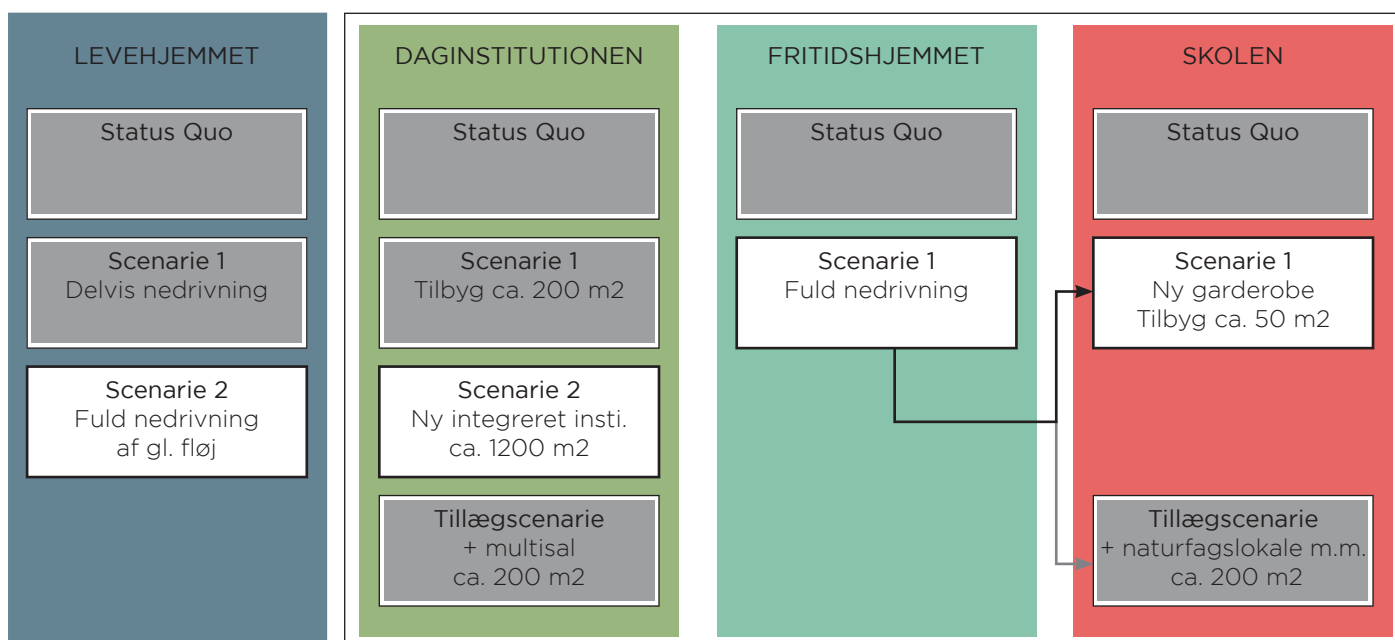 LEVEHJEMMET
Status Quo
Scenarie 1
Delvis nedrivning
Scenarie 2
Fuld nedrivning
af gl. fløj
DAGINSTITUTIONEN
Status Quo
Scenarie 1
Tilbyg ca. 200 m2
Scenarie 2
Ny integreret insti.
ca. 1200 m2
Tillægscenarie
+ multisal
ca. 200 m2
FRITIDSHJEMMET
Status Quo
Scenarie 1
Fuld nedrivning
SKOLEN
Status Quo
Scenarie 1
Ny garderobe
Tilbyg ca. 50 m2
Tillægscenarie
+ naturfagslokale m.m.
ca. 200 m2